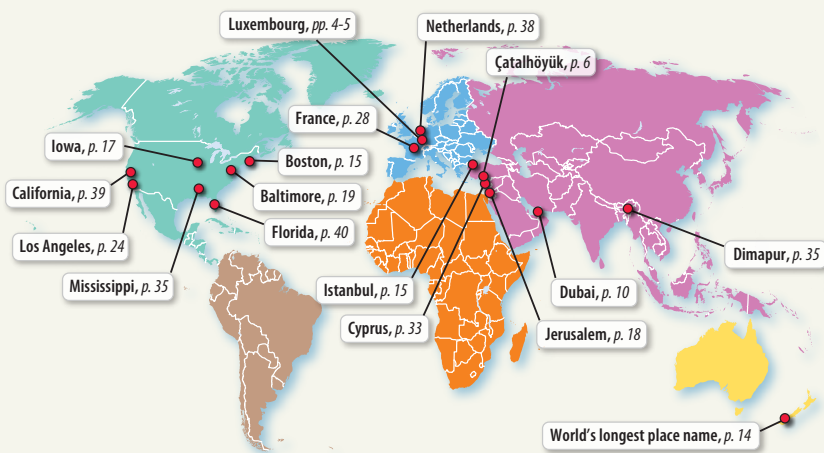 Luxembourg, pp. 4-5
Netherlands, p. 38
Çatalhöyük, p. 6
France, p. 28
Iowa, p. 17
Boston, p. 15
California, p. 39
Baltimore, p. 19
Los Angeles, p. 24
Florida, p. 40
Mississippi, p. 35
Istanbul, p. 15
Dubai, p. 10
Dimapur, p. 35
Cyprus, p. 33
Jerusalem, p. 18
World's longest place name, p. 14